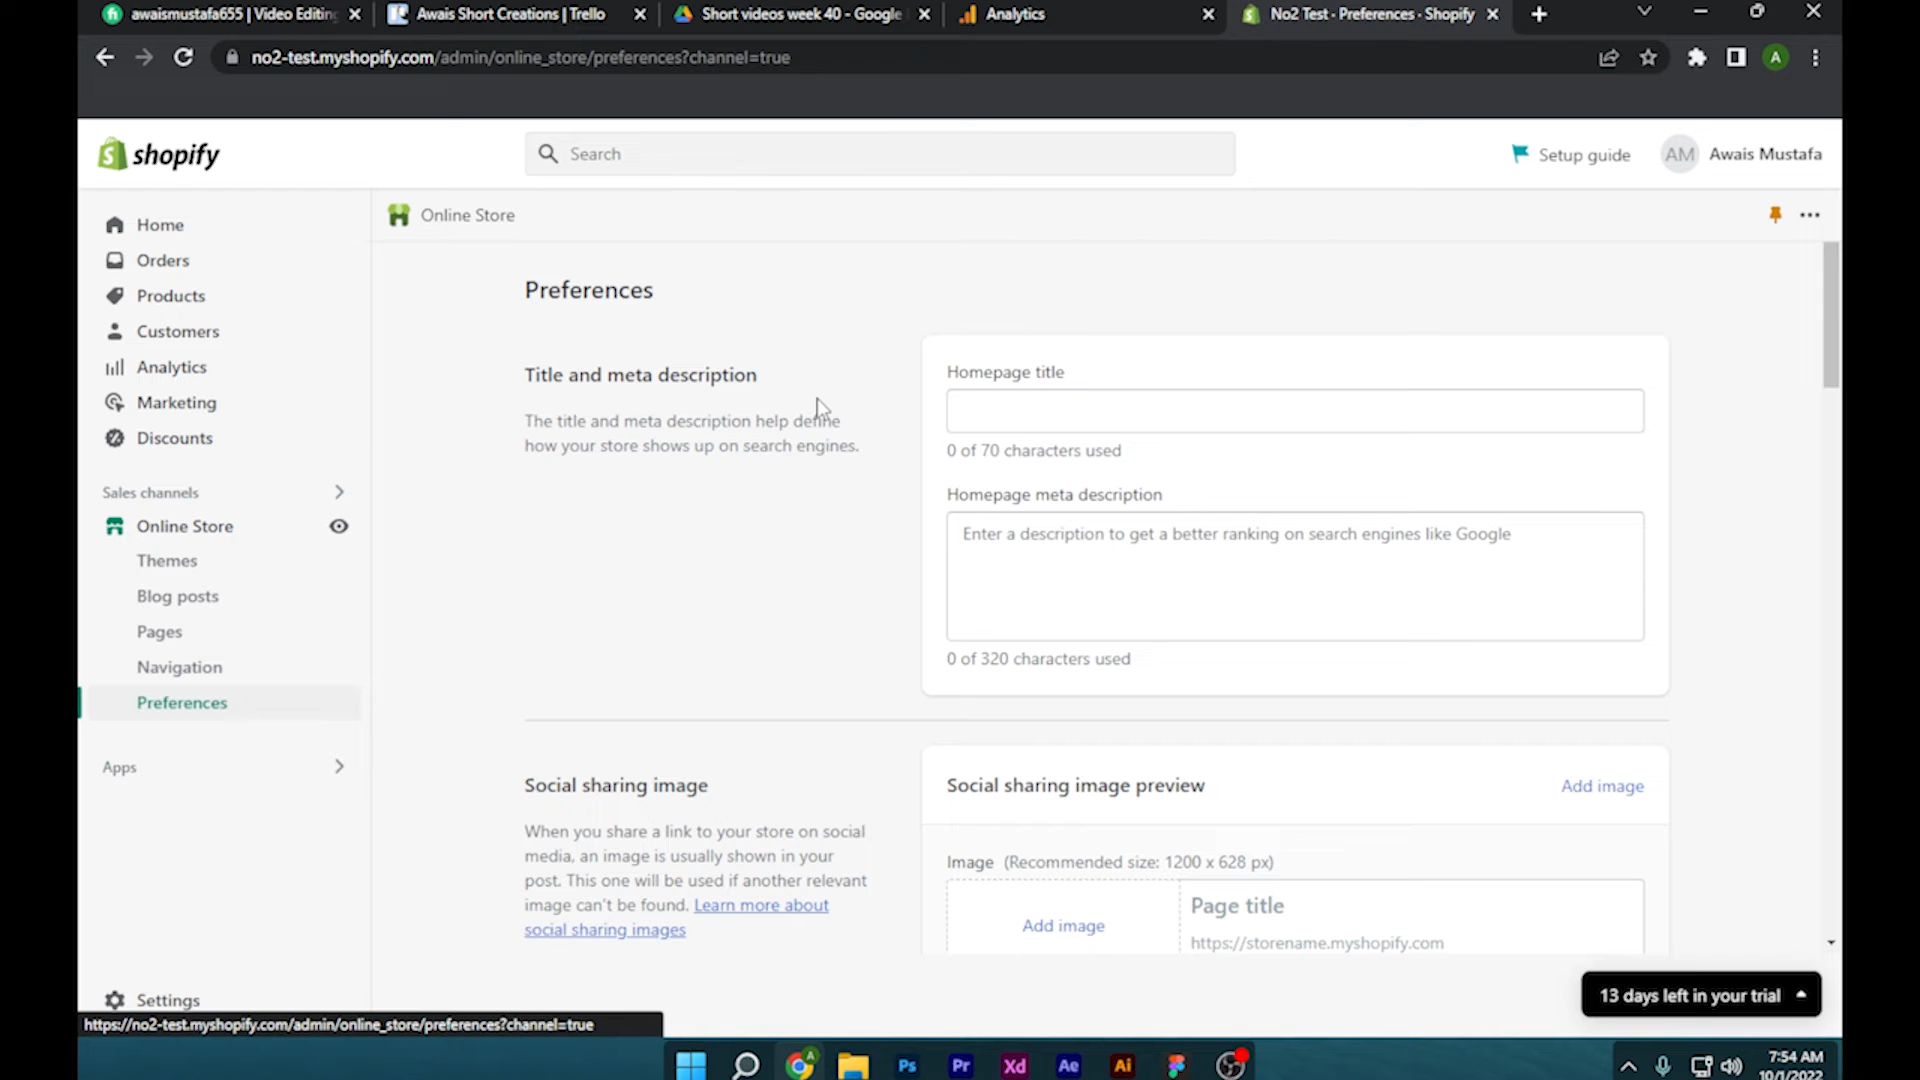 awaismustafa655 | Video Editing
Awais Short Creations | Trello
Short videos week 40 - Google
Analytics
No2 Test · Preferences · Shopify
no2-test.myshopify.com/admin/online_store/preferences?channel=true
A
shopify
Search
Setup guide
AM
Awais Mustafa
Home
Orders
Products
Customers
Analytics
Marketing
Discounts
Sales channels
Online Store
Themes
Blog posts
Pages
Navigation
Preferences
Apps
Settings
Online Store
Preferences
Title and meta description
The title and meta description help define
how your store shows up on search engines.
Homepage title
0 of 70 characters used
Homepage meta description
Enter a description to get a better ranking on search engines like Google
0 of 320 characters used
Social sharing image
When you share a link to your store on social
media, an image is usually shown in your
post. This one will be used if another relevant
image can't be found. Learn more about
social sharing images
Social sharing image preview
Add image
Image (Recommended size: 1200 x 628 px)
Add image
Page title
https://storename.myshopify.com
13 days left in your trial
https://no2-test.myshopify.com/admin/online_store/preferences?channel=true
A
Ps
Pr
Xd
Ae
Ai
7:54 AM
10/1/2022